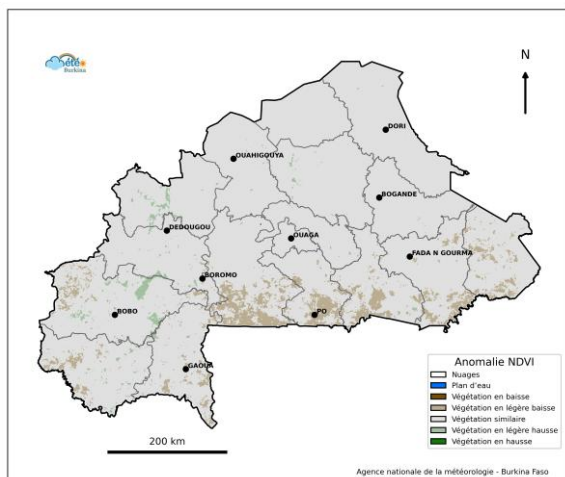 Météo
Burkina
N
DORI
OUAHIGOUYA
BOGANDE
DEDOUGOU
OUAGA
FADA N GOURMA
BOROMO
BOBO
PO
GAOUA
Anomalie NDVI
Nuages
Plan d'eau
Végétation en baisse
Végétation en légère baisse
Végétation similaire
Végétation en légère hausse
Végétation en hausse
200 km
Agence nationale de la météorologie - Burkina Faso